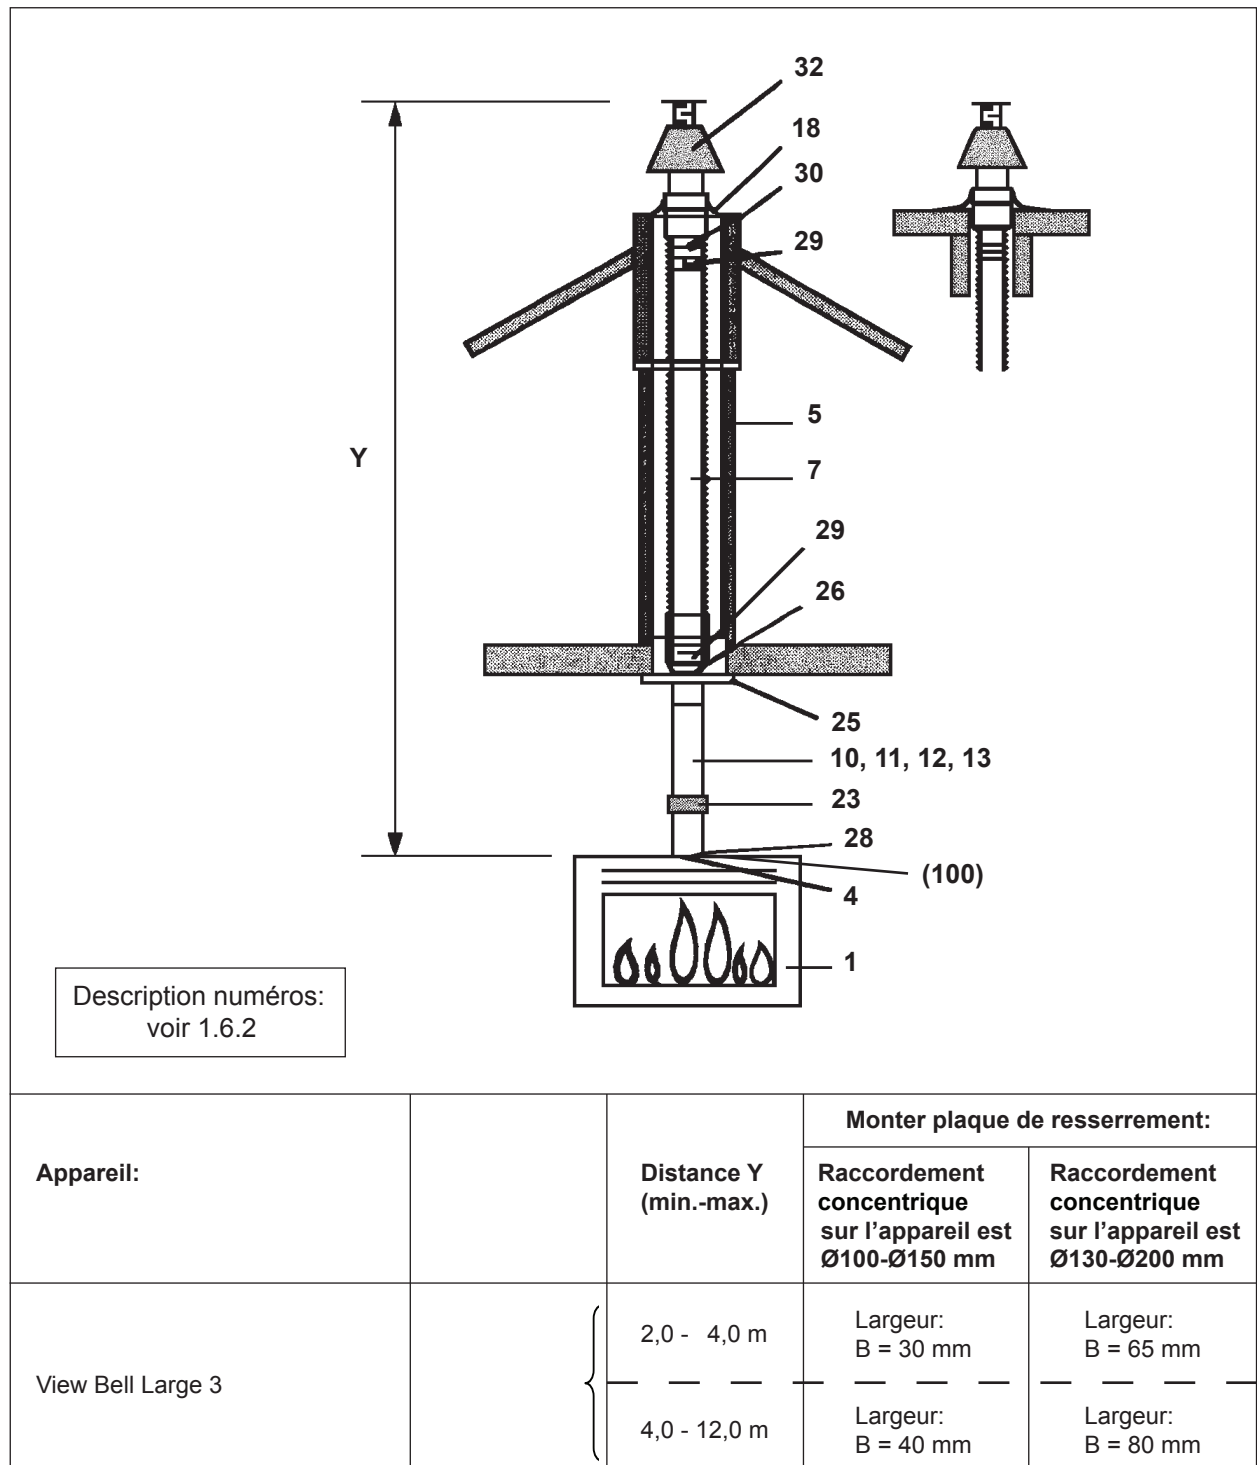 32
18
30
29
5
Y
7
29
26
25
10, 11, 12, 13
23
28
(100)
4
1
Description numéros:
voir 1.6.2
Monter plaque de resserrement:
Appareil:
Distance Y
(min.-max.)
Raccordement
concentrique
sur l'appareil est
Ø100-Ø150 mm
Raccordement
concentrique
sur l'appareil est
Ø130-Ø200 mm
View Bell Large 3
2,0 - 4,0 m
Largeur:
B = 30 mm
Largeur:
B = 65 mm
4,0 - 12,0 m
Largeur:
B = 40 mm
Largeur:
B = 80 mm